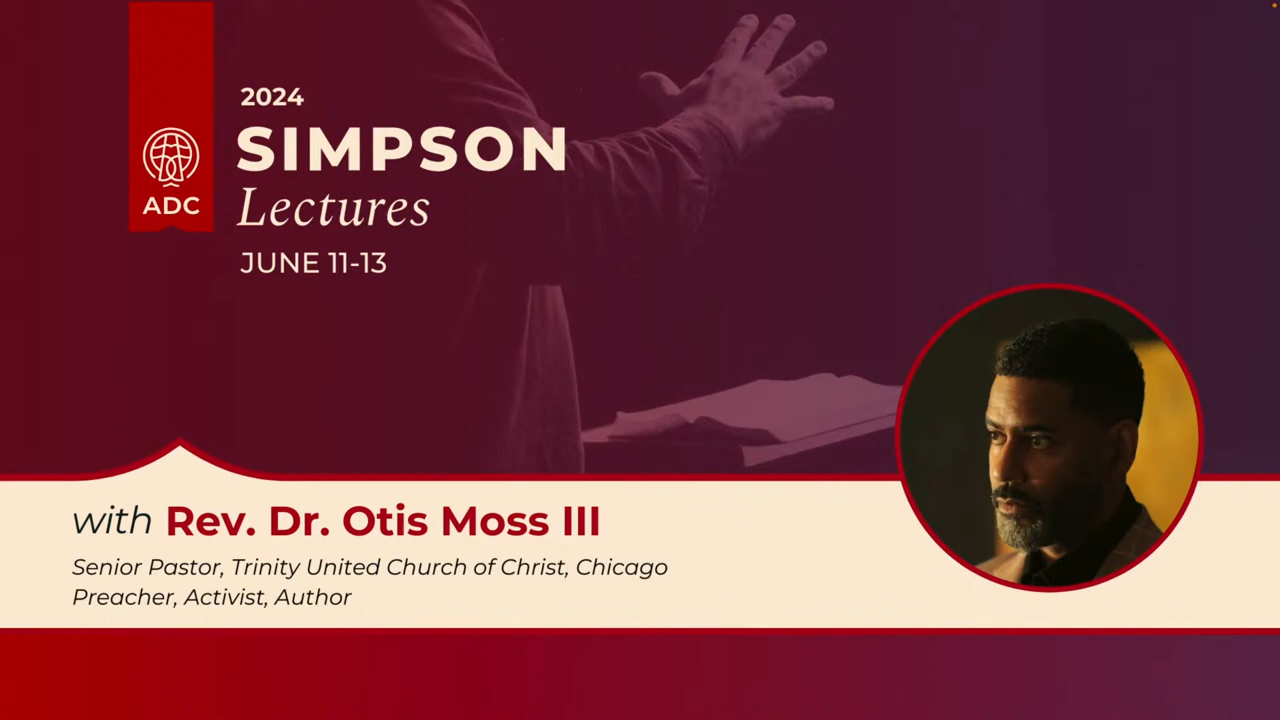 2024
SIMPSON
Lectures
JUNE 11-13
ADC
with Rev. Dr. Otis Moss III
Senior Pastor, Trinity United Church of Christ, Chicago
Preacher, Activist, Author